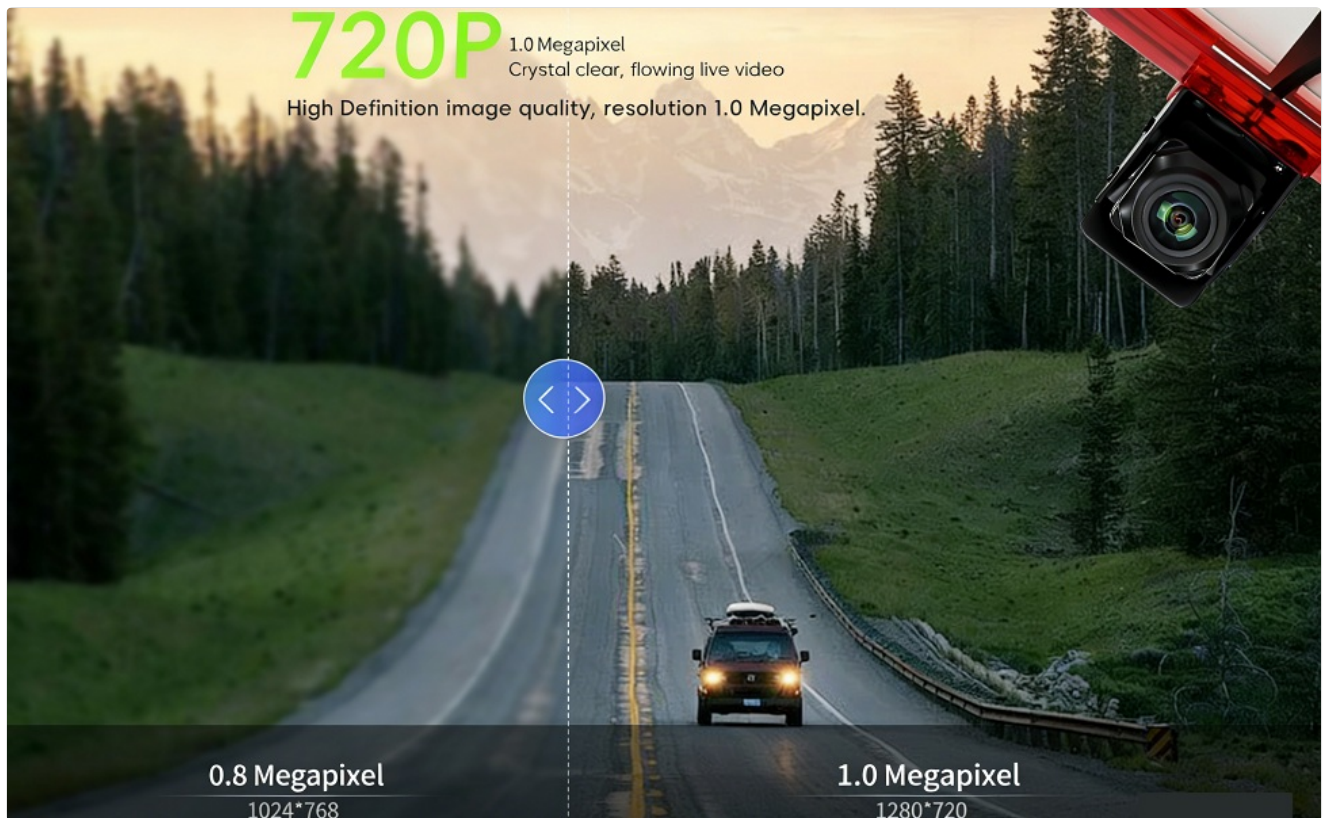 720P
1.0 Megapixel
Crystal clear, flowing live video
High Definition image quality, resolution 1.0 Megapixel.
0.8 Megapixel
1.0 Megapixel
1024*768
1280*720